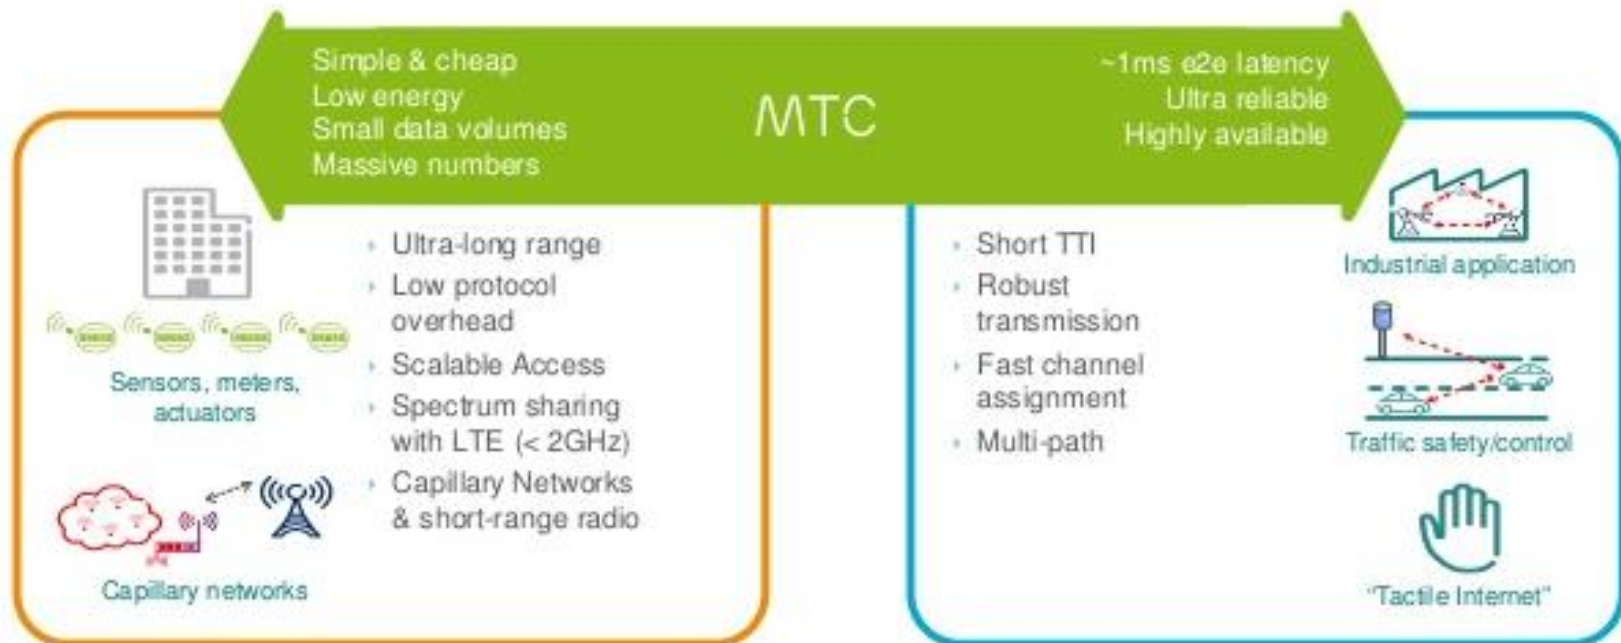 Simple & cheap
Low energy
Small data volumes
Massive numbers
MTC
~1ms e2e latency
Ultra reliable
Highly available
Sensors, meters,
actuators
Capillary networks
Ultra-long range
Low protocol
overhead
Scalable Access
Spectrum sharing
with LTE (< 2GHz)
Capillary Networks
& short-range radio
Short TTI
Robust
transmission
Fast channel
assignment
Multi-path
Industrial application
Traffic safety/control
"Tactile Internet"